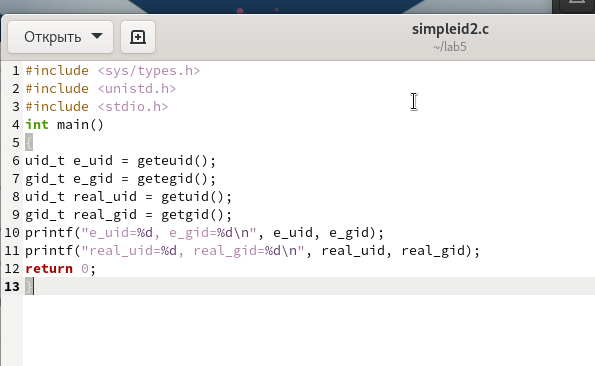 Открыть
simpleid2.c
~/lab5
1 #include <sys/types.h>
2 #include <unistd.h>
3 #include <stdio.h>
4 int main()
5 {
6 uid_t e_uid = geteuid();
7 gid_t e_gid = getegid();
8 uid_t real_uid = getuid();
9 gid_t real_gid = getgid();
10 printf("e_uid=%d, e_gid=%d\n", e_uid, e_gid);
11 printf("real_uid=%d, real_gid=%d\n", real_uid, real_gid);
12 return 0;
13 }